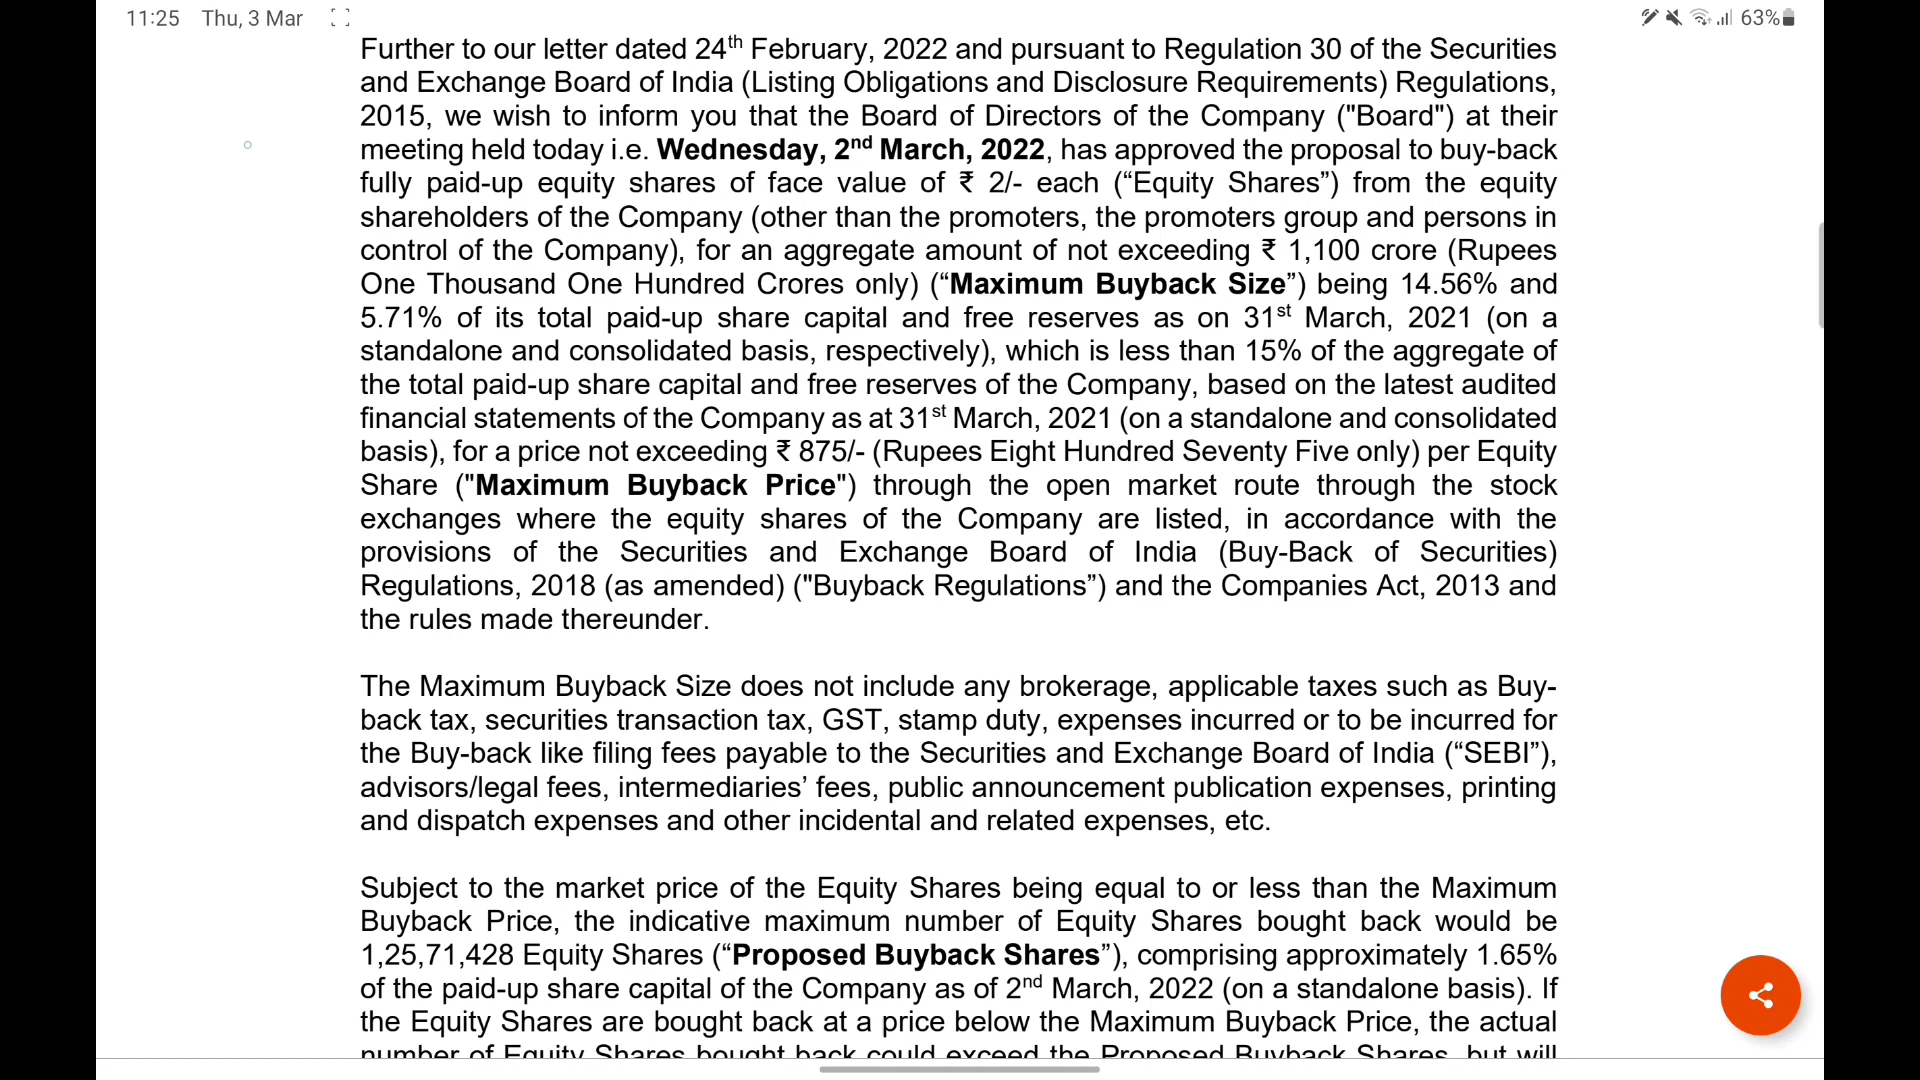 11:25 Thu, 3 Mar
63%
Further to our letter dated 24th February, 2022 and pursuant to Regulation 30 of the Securities
and Exchange Board of India (Listing Obligations and Disclosure Requirements) Regulations,
2015, we wish to inform you that the Board of Directors of the Company ("Board") at their
meeting held today i.e. Wednesday, 2nd March, 2022, has approved the proposal to buy-back
fully paid-up equity shares of face value of ₹ 2/- each (“Equity Shares”) from the equity
shareholders of the Company (other than the promoters, the promoters group and persons in
control of the Company), for an aggregate amount of not exceeding ₹ 1,100 crore (Rupees
One Thousand One Hundred Crores only) (“Maximum Buyback Size”) being 14.56% and
5.71% of its total paid-up share capital and free reserves as on 31st March, 2021 (on a
standalone and consolidated basis, respectively), which is less than 15% of the aggregate of
the total paid-up share capital and free reserves of the Company, based on the latest audited
financial statements of the Company as at 31st March, 2021 (on a standalone and consolidated
basis), for a price not exceeding ₹ 875/- (Rupees Eight Hundred Seventy Five only) per Equity
Share ("Maximum Buyback Price") through the open market route through the stock
exchanges where the equity shares of the Company are listed, in accordance with the
provisions of the Securities and Exchange Board of India (Buy-Back of Securities)
Regulations, 2018 (as amended) ("Buyback Regulations”) and the Companies Act, 2013 and
the rules made thereunder.
The Maximum Buyback Size does not include any brokerage, applicable taxes such as Buy-
back tax, securities transaction tax, GST, stamp duty, expenses incurred or to be incurred for
the Buy-back like filing fees payable to the Securities and Exchange Board of India (“SEBI”),
advisors/legal fees, intermediaries’ fees, public announcement publication expenses, printing
and dispatch expenses and other incidental and related expenses, etc.
Subject to the market price of the Equity Shares being equal to or less than the Maximum
Buyback Price, the indicative maximum number of Equity Shares bought back would be
1,25,71,428 Equity Shares (“Proposed Buyback Shares”), comprising approximately 1.65%
of the paid-up share capital of the Company as of 2nd March, 2022 (on a standalone basis). If
the Equity Shares are bought back at a price below the Maximum Buyback Price, the actual
number of Equity Shares bought back could exceed the Proposed Buyback Shares, but will